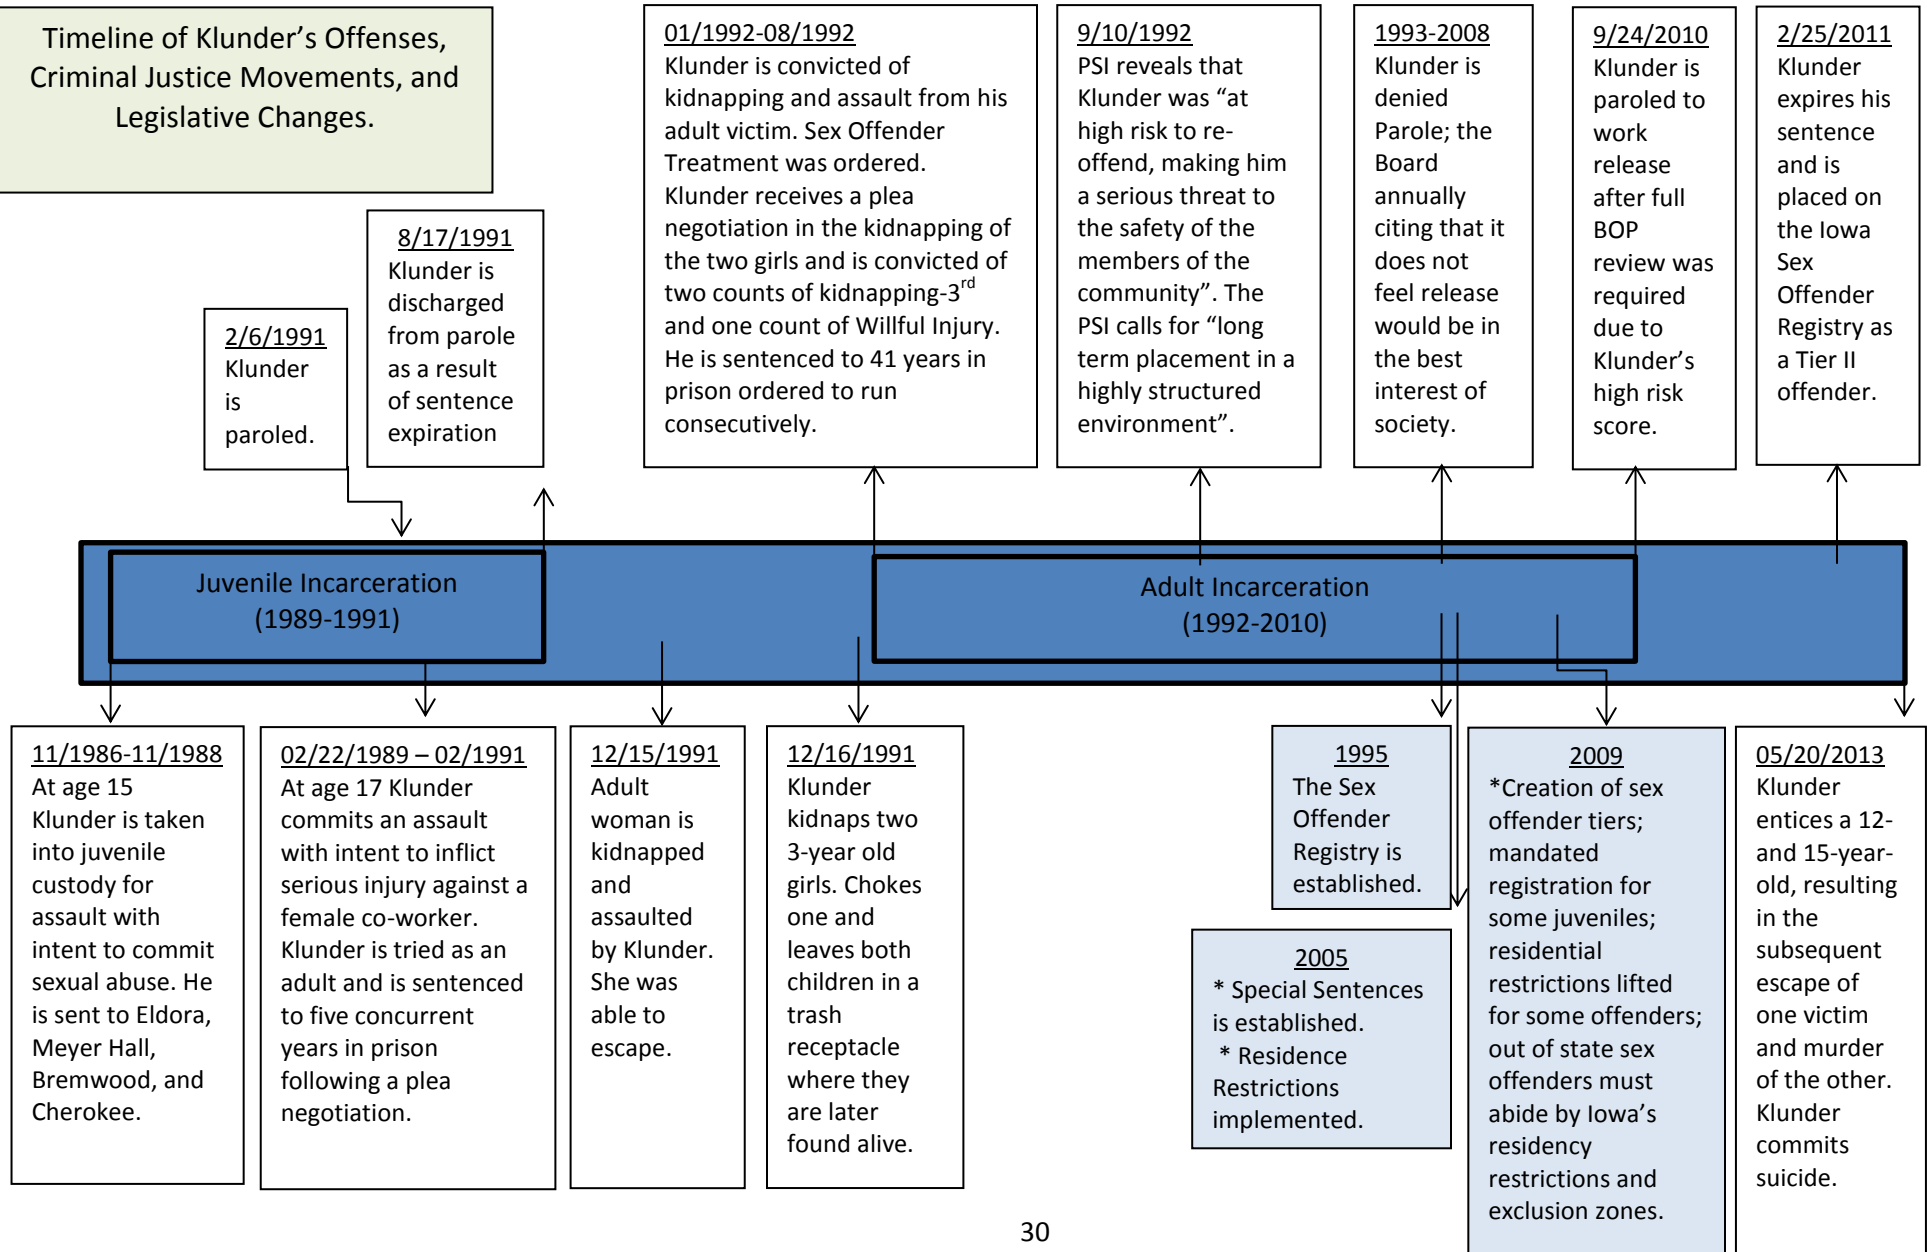 Timeline of Klunder’s Offenses,
Criminal Justice Movements, and
Legislative Changes.
2/6/1991
Klunder
is
paroled.
8/17/1991
Klunder is
discharged
from parole
as a result
of sentence
expiration
01/1992-08/1992
Klunder is convicted of
kidnapping and assault from his
adult victim. Sex Offender
Treatment was ordered.
Klunder receives a plea
negotiation in the kidnapping of
the two girls and is convicted of
two counts of kidnapping-3rd
and one count of Willful Injury.
He is sentenced to 41 years in
prison ordered to run
consecutively.
9/10/1992
PSI reveals that
Klunder was “at
high risk to re-
offend, making him
a serious threat to
the safety of the
members of the
community”. The
PSI calls for “long
term placement in a
highly structured
environment”.
1993-2008
Klunder is
denied
Parole; the
Board
annually
citing that it
does not
feel release
would be in
the best
interest of
society.
9/24/2010
Klunder is
paroled to
work
release
after full
BOP
review was
required
due to
Klunder’s
high risk
score.
2/25/2011
Klunder
expires his
sentence
and is
placed on
the Iowa
Sex
Offender
Registry as
a Tier II
offender.
Juvenile Incarceration
(1989-1991)
Adult Incarceration
(1992-2010)
11/1986-11/1988
At age 15
Klunder is taken
into juvenile
custody for
assault with
intent to commit
sexual abuse. He
is sent to Eldora,
Meyer Hall,
Bremwood, and
Cherokee.
02/22/1989 – 02/1991
At age 17 Klunder
commits an assault
with intent to inflict
serious injury against a
female co-worker.
Klunder is tried as an
adult and is sentenced
to five concurrent
years in prison
following a plea
negotiation.
12/15/1991
Adult
woman is
kidnapped
and
assaulted
by Klunder.
She was
able to
escape.
12/16/1991
Klunder
kidnaps two
3-year old
girls. Chokes
one and
leaves both
children in a
trash
receptacle
where they
are later
found alive.
1995
The Sex
Offender
Registry is
established.
2005
* Special Sentences
is established.
* Residence
Restrictions
implemented.
2009
*Creation of sex
offender tiers;
mandated
registration for
some juveniles;
residential
restrictions lifted
for some offenders;
out of state sex
offenders must
abide by Iowa’s
residency
restrictions and
exclusion zones.
05/20/2013
Klunder
entices a 12-
and 15-year-
old, resulting
in the
subsequent
escape of
one victim
and murder
of the other.
Klunder
commits
suicide.
30